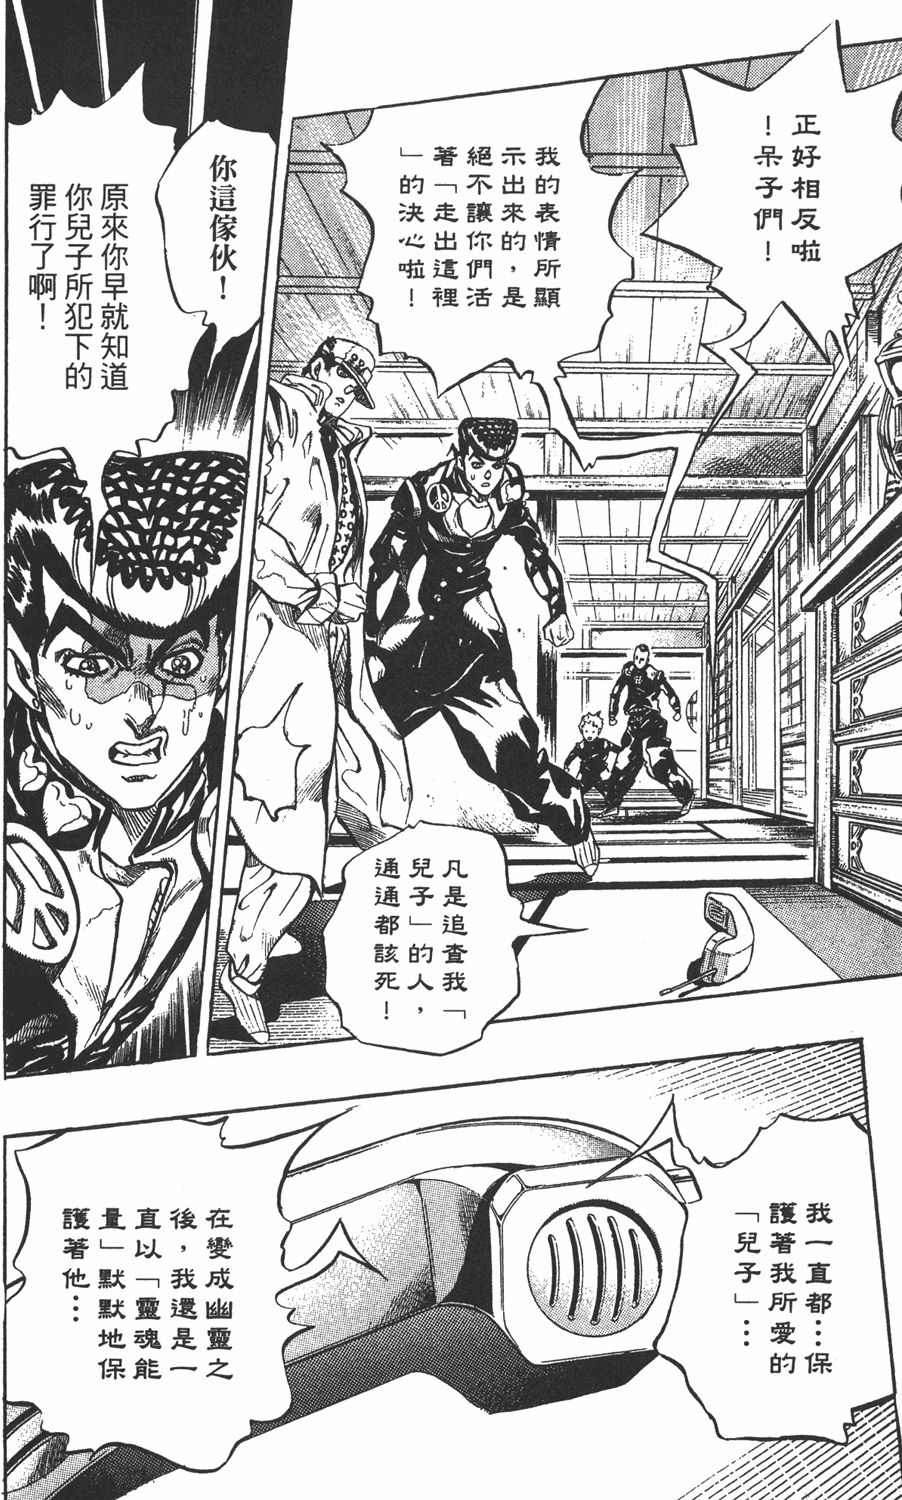 正好相反啦
！呆子們！
我的表情所顯
示出來的，是
絕不讓你們活
著「走出這裡
」的決心啦！
凡是追查我「
兒子」的人，
通通都該死！
你這傢伙！
原來你早就知道
你兒子所犯下的
罪行了啊！
我一直都…保
護著我所愛的
「兒子」…
在變成幽靈之
後，我還是一
直以「靈魂能
量」默默地保
護著他…